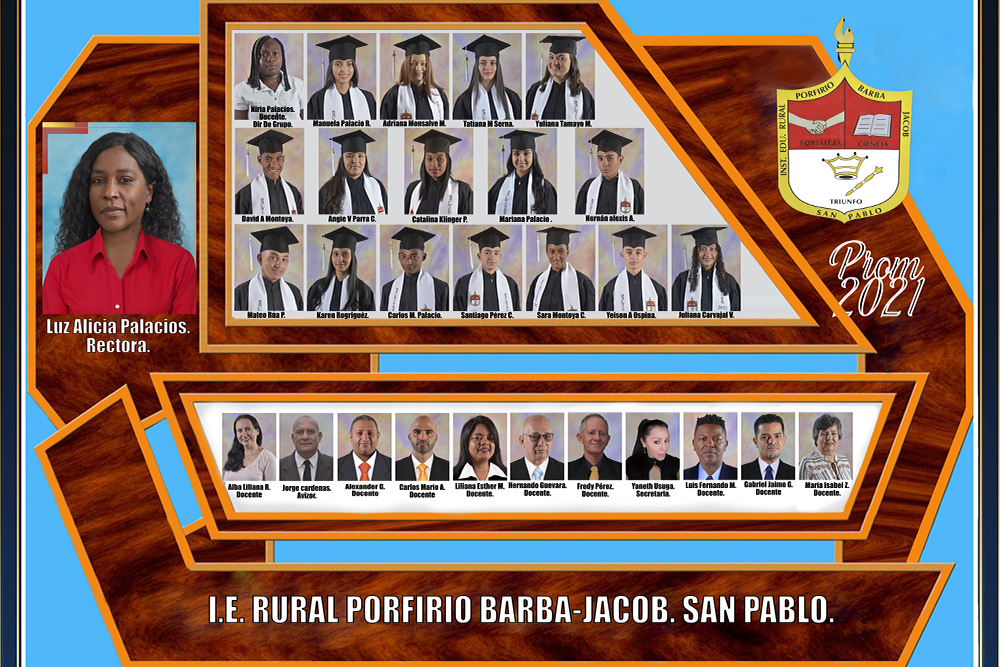 Niria Palacios.
Docente.
Dir De Grupo.
Manuela Palacio R.
Adriana Monsalve M.
Tatiana M Serna.
Yuliana Tamayo M.
David A Montoya.
Angie V Parra C.
Catalina Klinger P.
Mariana Palacio .
Hernán alexis A.
Mateo Rúa P.
Karen Rogríguéz.
Carlos M. Palacio.
Santiago Pérez C.
Sara Montoya C.
Yeison A Ospina.
Juliana Carvajal V.
Luz Alicia Palacios.
Rectora.
INST. EDU. RURAL
PORFIRIO
BARBA
JACOB
FORTALEZA
CIENCIA
TRIUNFO
SAN PABLO
Prom
2021
Alba Liliana R.
Docente
Jorge cardenas.
Avizor.
Alexander G.
Docente
Carlos Mario A.
Docente
Liliana Esther M.
Docente.
Hernando Guevara.
Docente.
Fredy Pérez.
Docente.
Yaneth Usuga.
Secretaria.
Luis Fernando M.
Docente.
Gabriel Jaime G.
Docente
Maria Isabel Z.
Docente.
I.E. RURAL PORFIRIO BARBA-JACOB. SAN PABLO.